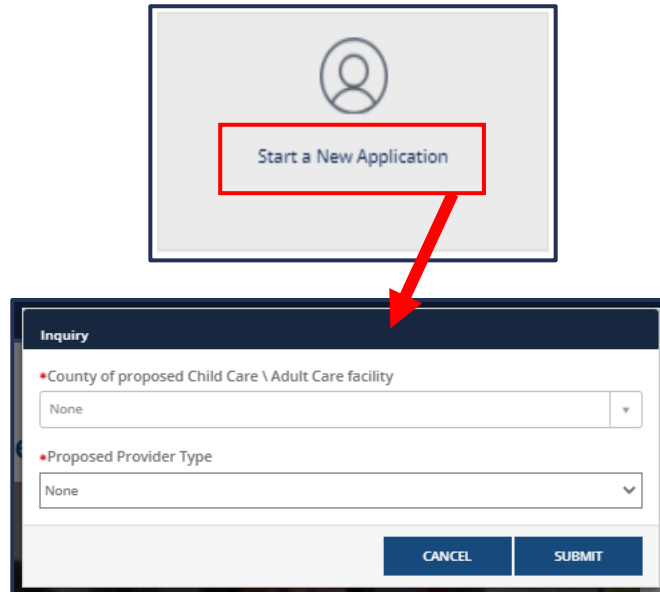 Start a New Application
Inquiry
*County of proposed Child Care \ Adult Care facility
None
*Proposed Provider Type
None
CANCEL SUBMIT